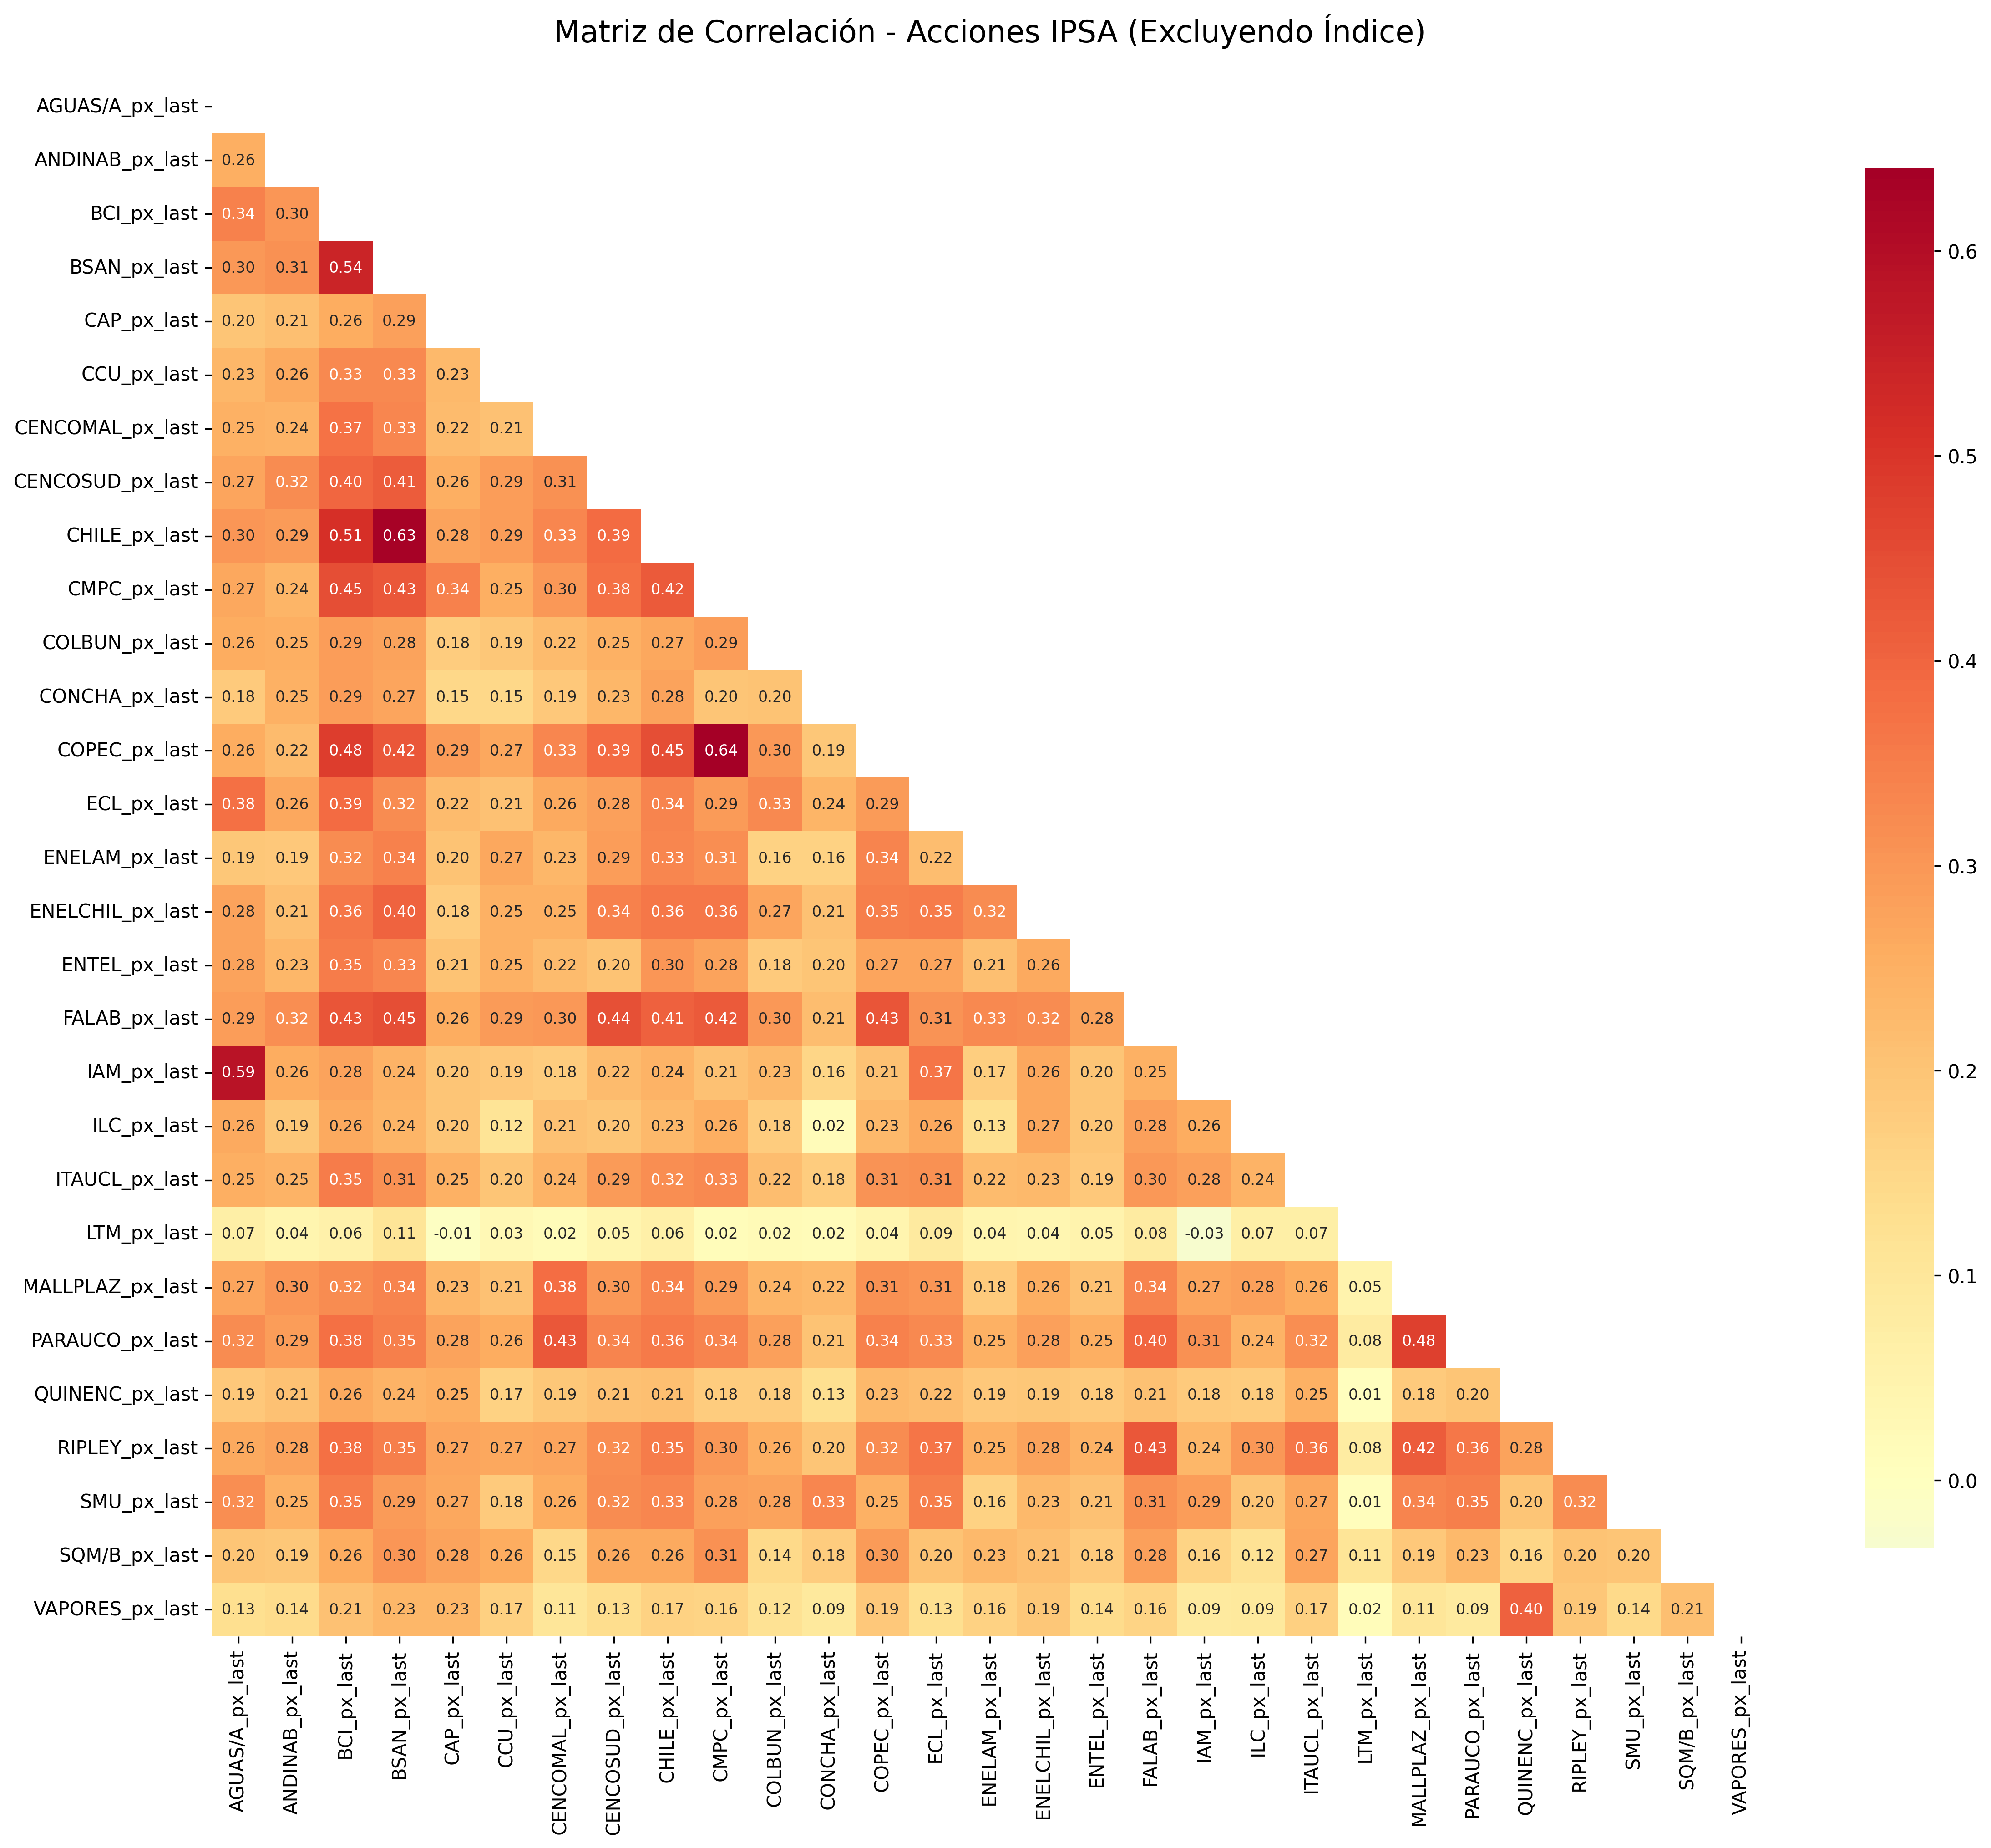 Matriz de Correlación - Acciones IPSA (Excluyendo Índice)
AGUAS/A_px_last
ANDINAB_px_last 0.26
BCI_px_last 0.34 0.30
BSAN_px_last 0.30 0.31 0.54
CAP_px_last 0.20 0.21 0.26 0.29
CCU_px_last 0.23 0.26 0.33 0.33 0.23
CENCOMAL_px_last 0.25 0.24 0.37 0.33 0.22 0.21
CENCOSUD_px_last 0.27 0.32 0.40 0.41 0.26 0.29 0.31
CHILE_px_last 0.30 0.29 0.51 0.63 0.28 0.29 0.33 0.39
CMPC_px_last 0.27 0.24 0.45 0.43 0.34 0.25 0.30 0.38 0.42
COLBUN_px_last 0.26 0.25 0.29 0.28 0.18 0.19 0.22 0.25 0.27 0.29
CONCHA_px_last 0.18 0.25 0.29 0.27 0.15 0.15 0.19 0.23 0.28 0.20 0.20
COPEC_px_last 0.26 0.22 0.48 0.42 0.29 0.27 0.33 0.39 0.45 0.64 0.30 0.19
ECL_px_last 0.38 0.26 0.39 0.32 0.22 0.21 0.26 0.28 0.34 0.29 0.33 0.24 0.29
ENELAM_px_last 0.19 0.19 0.32 0.34 0.20 0.27 0.23 0.29 0.33 0.31 0.16 0.16 0.34 0.22
ENELCHIL_px_last 0.28 0.21 0.36 0.40 0.18 0.25 0.25 0.34 0.36 0.36 0.27 0.21 0.35 0.35 0.32
ENTEL_px_last 0.28 0.23 0.35 0.33 0.21 0.25 0.22 0.20 0.30 0.28 0.18 0.20 0.27 0.27 0.21 0.26
FALAB_px_last 0.29 0.32 0.43 0.45 0.26 0.29 0.30 0.44 0.41 0.42 0.30 0.21 0.43 0.31 0.33 0.32 0.28
IAM_px_last 0.59 0.26 0.28 0.24 0.20 0.19 0.18 0.22 0.24 0.21 0.23 0.16 0.21 0.37 0.17 0.26 0.20 0.25
ILC_px_last 0.26 0.19 0.26 0.24 0.20 0.12 0.21 0.20 0.23 0.26 0.18 0.02 0.23 0.26 0.13 0.27 0.20 0.28 0.26
ITAUCL_px_last 0.25 0.25 0.35 0.31 0.25 0.20 0.24 0.29 0.32 0.33 0.22 0.18 0.31 0.31 0.22 0.23 0.19 0.30 0.28 0.24
LTM_px_last 0.07 0.04 0.06 0.11 -0.01 0.03 0.02 0.05 0.06 0.02 0.02 0.02 0.04 0.09 0.04 0.04 0.05 0.08 -0.03 0.07 0.07
MALLPLAZ_px_last 0.27 0.30 0.32 0.34 0.23 0.21 0.38 0.30 0.34 0.29 0.24 0.22 0.31 0.31 0.18 0.26 0.21 0.34 0.27 0.28 0.26 0.05
PARAUCO_px_last 0.32 0.29 0.38 0.35 0.28 0.26 0.43 0.34 0.36 0.34 0.28 0.21 0.34 0.33 0.25 0.28 0.25 0.40 0.31 0.24 0.32 0.08 0.48
QUINENC_px_last 0.19 0.21 0.26 0.24 0.25 0.17 0.19 0.21 0.21 0.18 0.18 0.13 0.23 0.22 0.19 0.19 0.18 0.21 0.18 0.18 0.25 0.01 0.18 0.20
RIPLEY_px_last 0.26 0.28 0.38 0.35 0.27 0.27 0.27 0.32 0.35 0.30 0.26 0.20 0.32 0.37 0.25 0.28 0.24 0.43 0.24 0.30 0.36 0.08 0.42 0.36 0.28
SMU_px_last 0.32 0.25 0.35 0.29 0.27 0.18 0.26 0.32 0.33 0.28 0.28 0.33 0.25 0.35 0.16 0.23 0.21 0.31 0.29 0.20 0.27 0.01 0.34 0.35 0.20 0.32
SQM/B_px_last 0.20 0.19 0.26 0.30 0.28 0.26 0.15 0.26 0.26 0.31 0.14 0.18 0.30 0.20 0.23 0.21 0.18 0.28 0.16 0.12 0.27 0.11 0.19 0.23 0.16 0.20 0.20
VAPORES_px_last 0.13 0.14 0.21 0.23 0.23 0.17 0.11 0.13 0.17 0.16 0.12 0.09 0.19 0.13 0.16 0.19 0.14 0.16 0.09 0.09 0.17 0.02 0.11 0.09 0.40 0.19 0.14 0.21
AGUAS/A_px_last
ANDINAB_px_last
BCI_px_last
BSAN_px_last
CAP_px_last
CCU_px_last
CENCOMAL_px_last
CENCOSUD_px_last
CHILE_px_last
CMPC_px_last
COLBUN_px_last
CONCHA_px_last
COPEC_px_last
ECL_px_last
ENELAM_px_last
ENELCHIL_px_last
ENTEL_px_last
FALAB_px_last
IAM_px_last
ILC_px_last
ITAUCL_px_last
LTM_px_last
MALLPLAZ_px_last
PARAUCO_px_last
QUINENC_px_last
RIPLEY_px_last
SMU_px_last
SQM/B_px_last
VAPORES_px_last
0.6
0.5
0.4
0.3
0.2
0.1
0.0